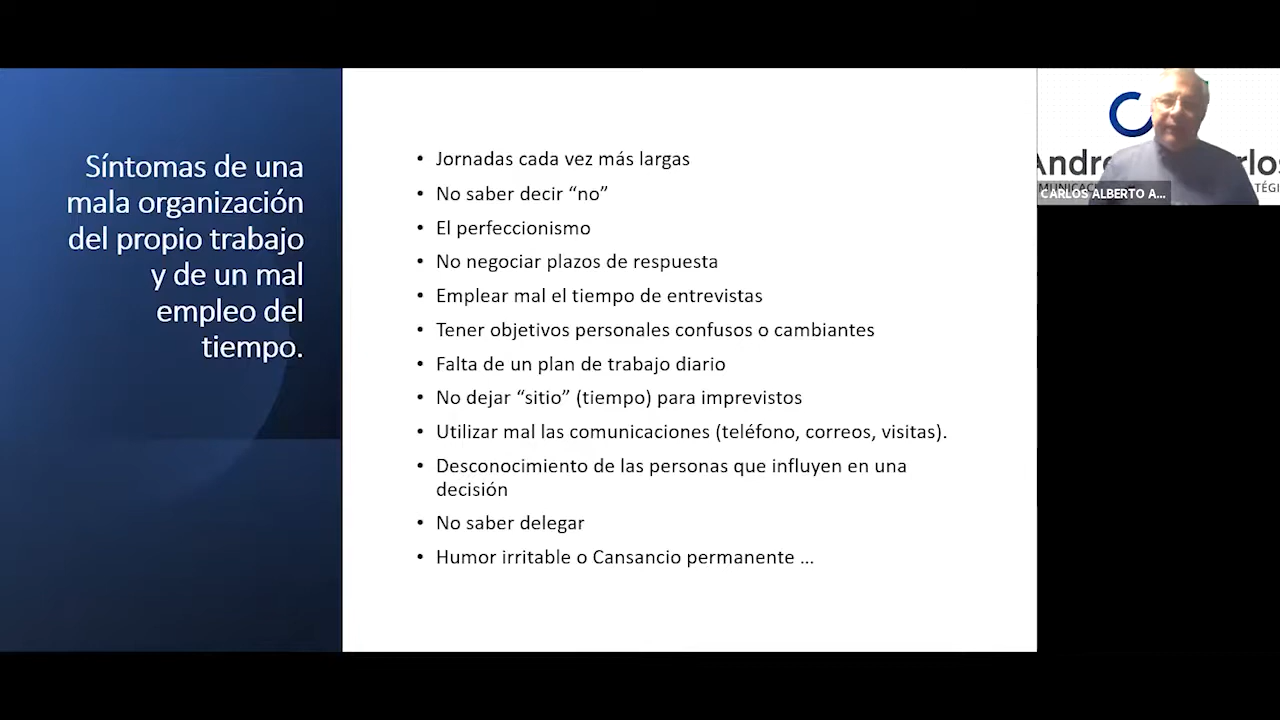 Síntomas de una
mala organización
del propio trabajo
y de un mal
empleo del
tiempo.
• Jornadas cada vez más largas
• No saber decir “no”
• El perfeccionismo
• No negociar plazos de respuesta
• Emplear mal el tiempo de entrevistas
• Tener objetivos personales confusos o cambiantes
• Falta de un plan de trabajo diario
• No dejar “sitio” (tiempo) para imprevistos
• Utilizar mal las comunicaciones (teléfono, correos, visitas).
• Desconocimiento de las personas que influyen en una
decisión
• No saber delegar
• Humor irritable o Cansancio permanente ...
CARLOS ALBERTO A...